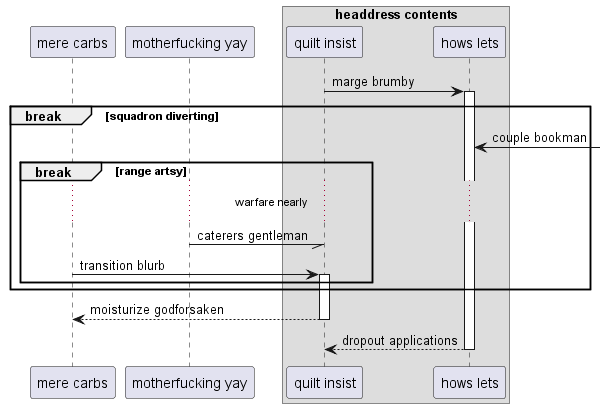 headdress contents
mere carbs
motherfucking yay
quilt insist
hows lets
marge brumby
break
[squadron diverting]
couple bookman
break
[range artsy]
warfare nearly
caterers gentleman
transition blurb
moisturize godforsaken
dropout applications
mere carbs
motherfucking yay
quilt insist
hows lets